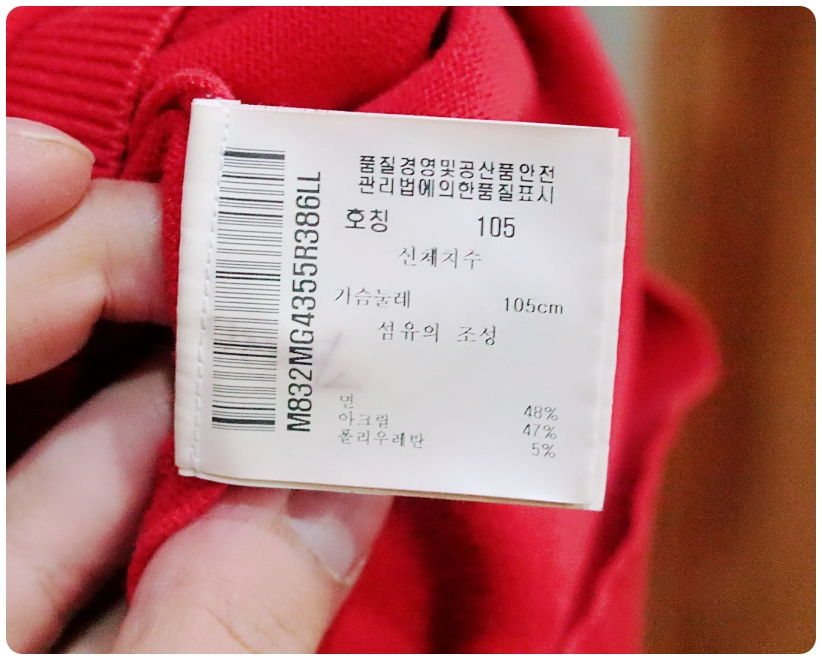 품질경영및공산품안전
관리법에의한품질표시
호칭 105
신체치수
가슴둘레 105cm
섬유의 조성
면 48%
아크릴 47%
폴리우레탄 5%
M832MG4355R386LL